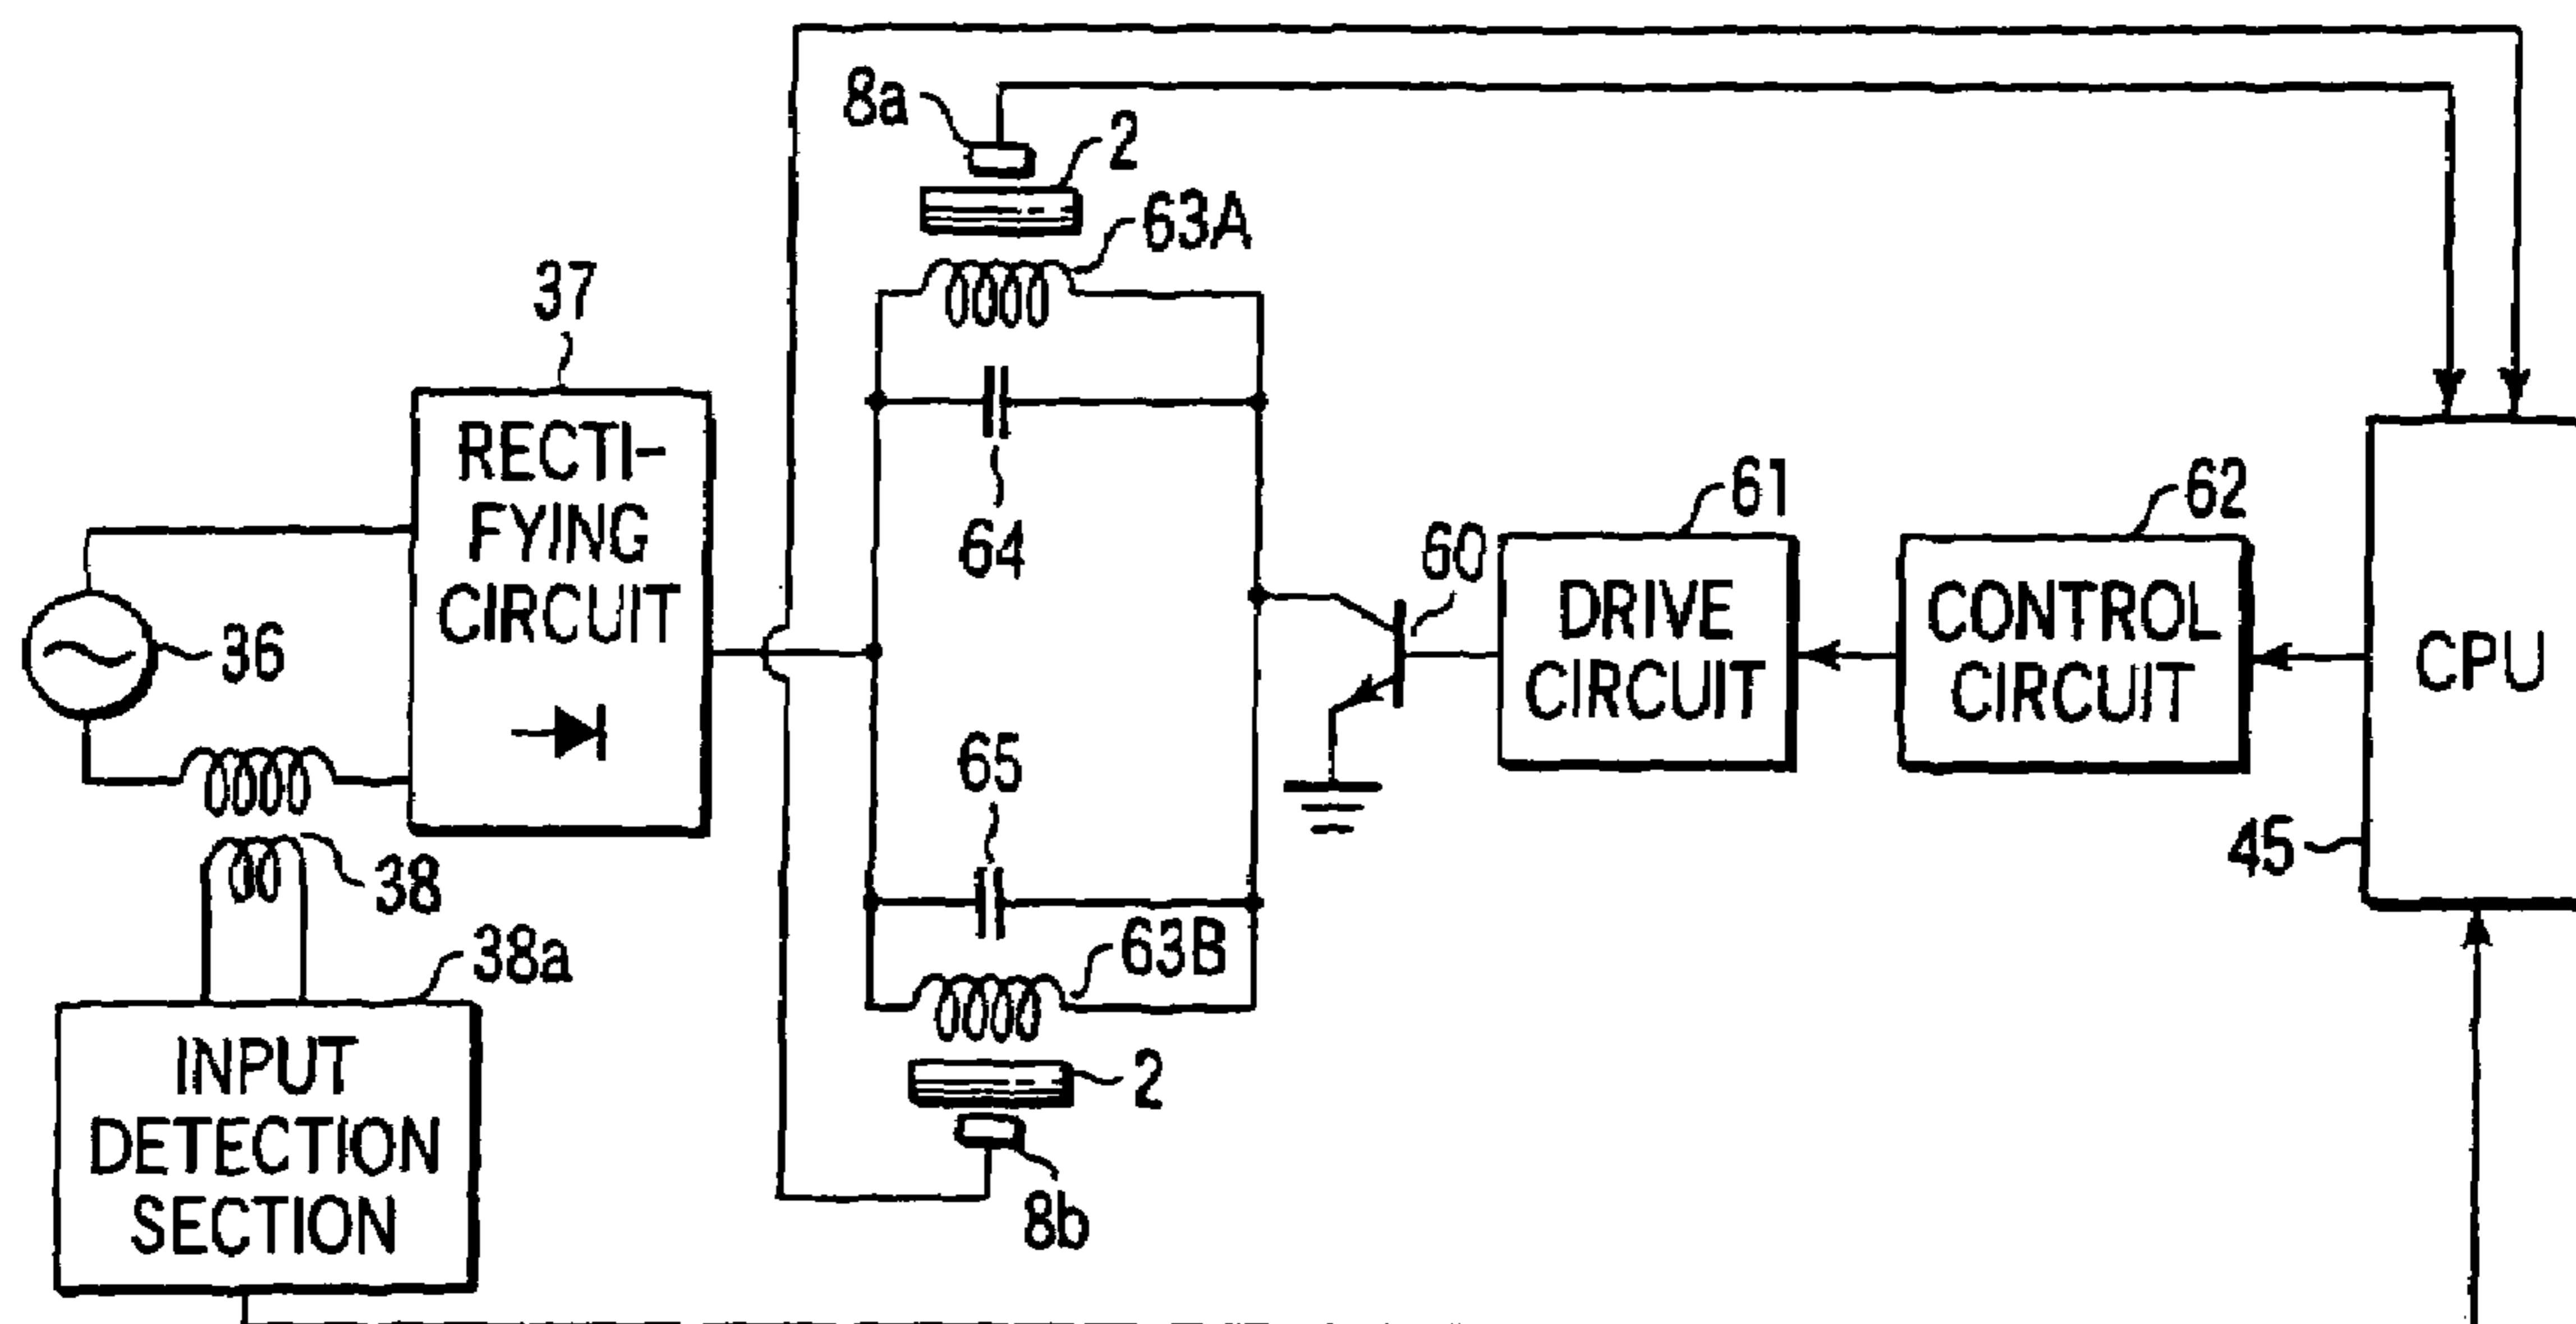 8a
2
63A
37
RECTI-
FYING
CIRCUIT
64
61
62
60
DRIVE
CIRCUIT
CONTROL
CIRCUIT
CPU
36
65
45
38
38a
63B
INPUT
DETECTION
SECTION
2
8b